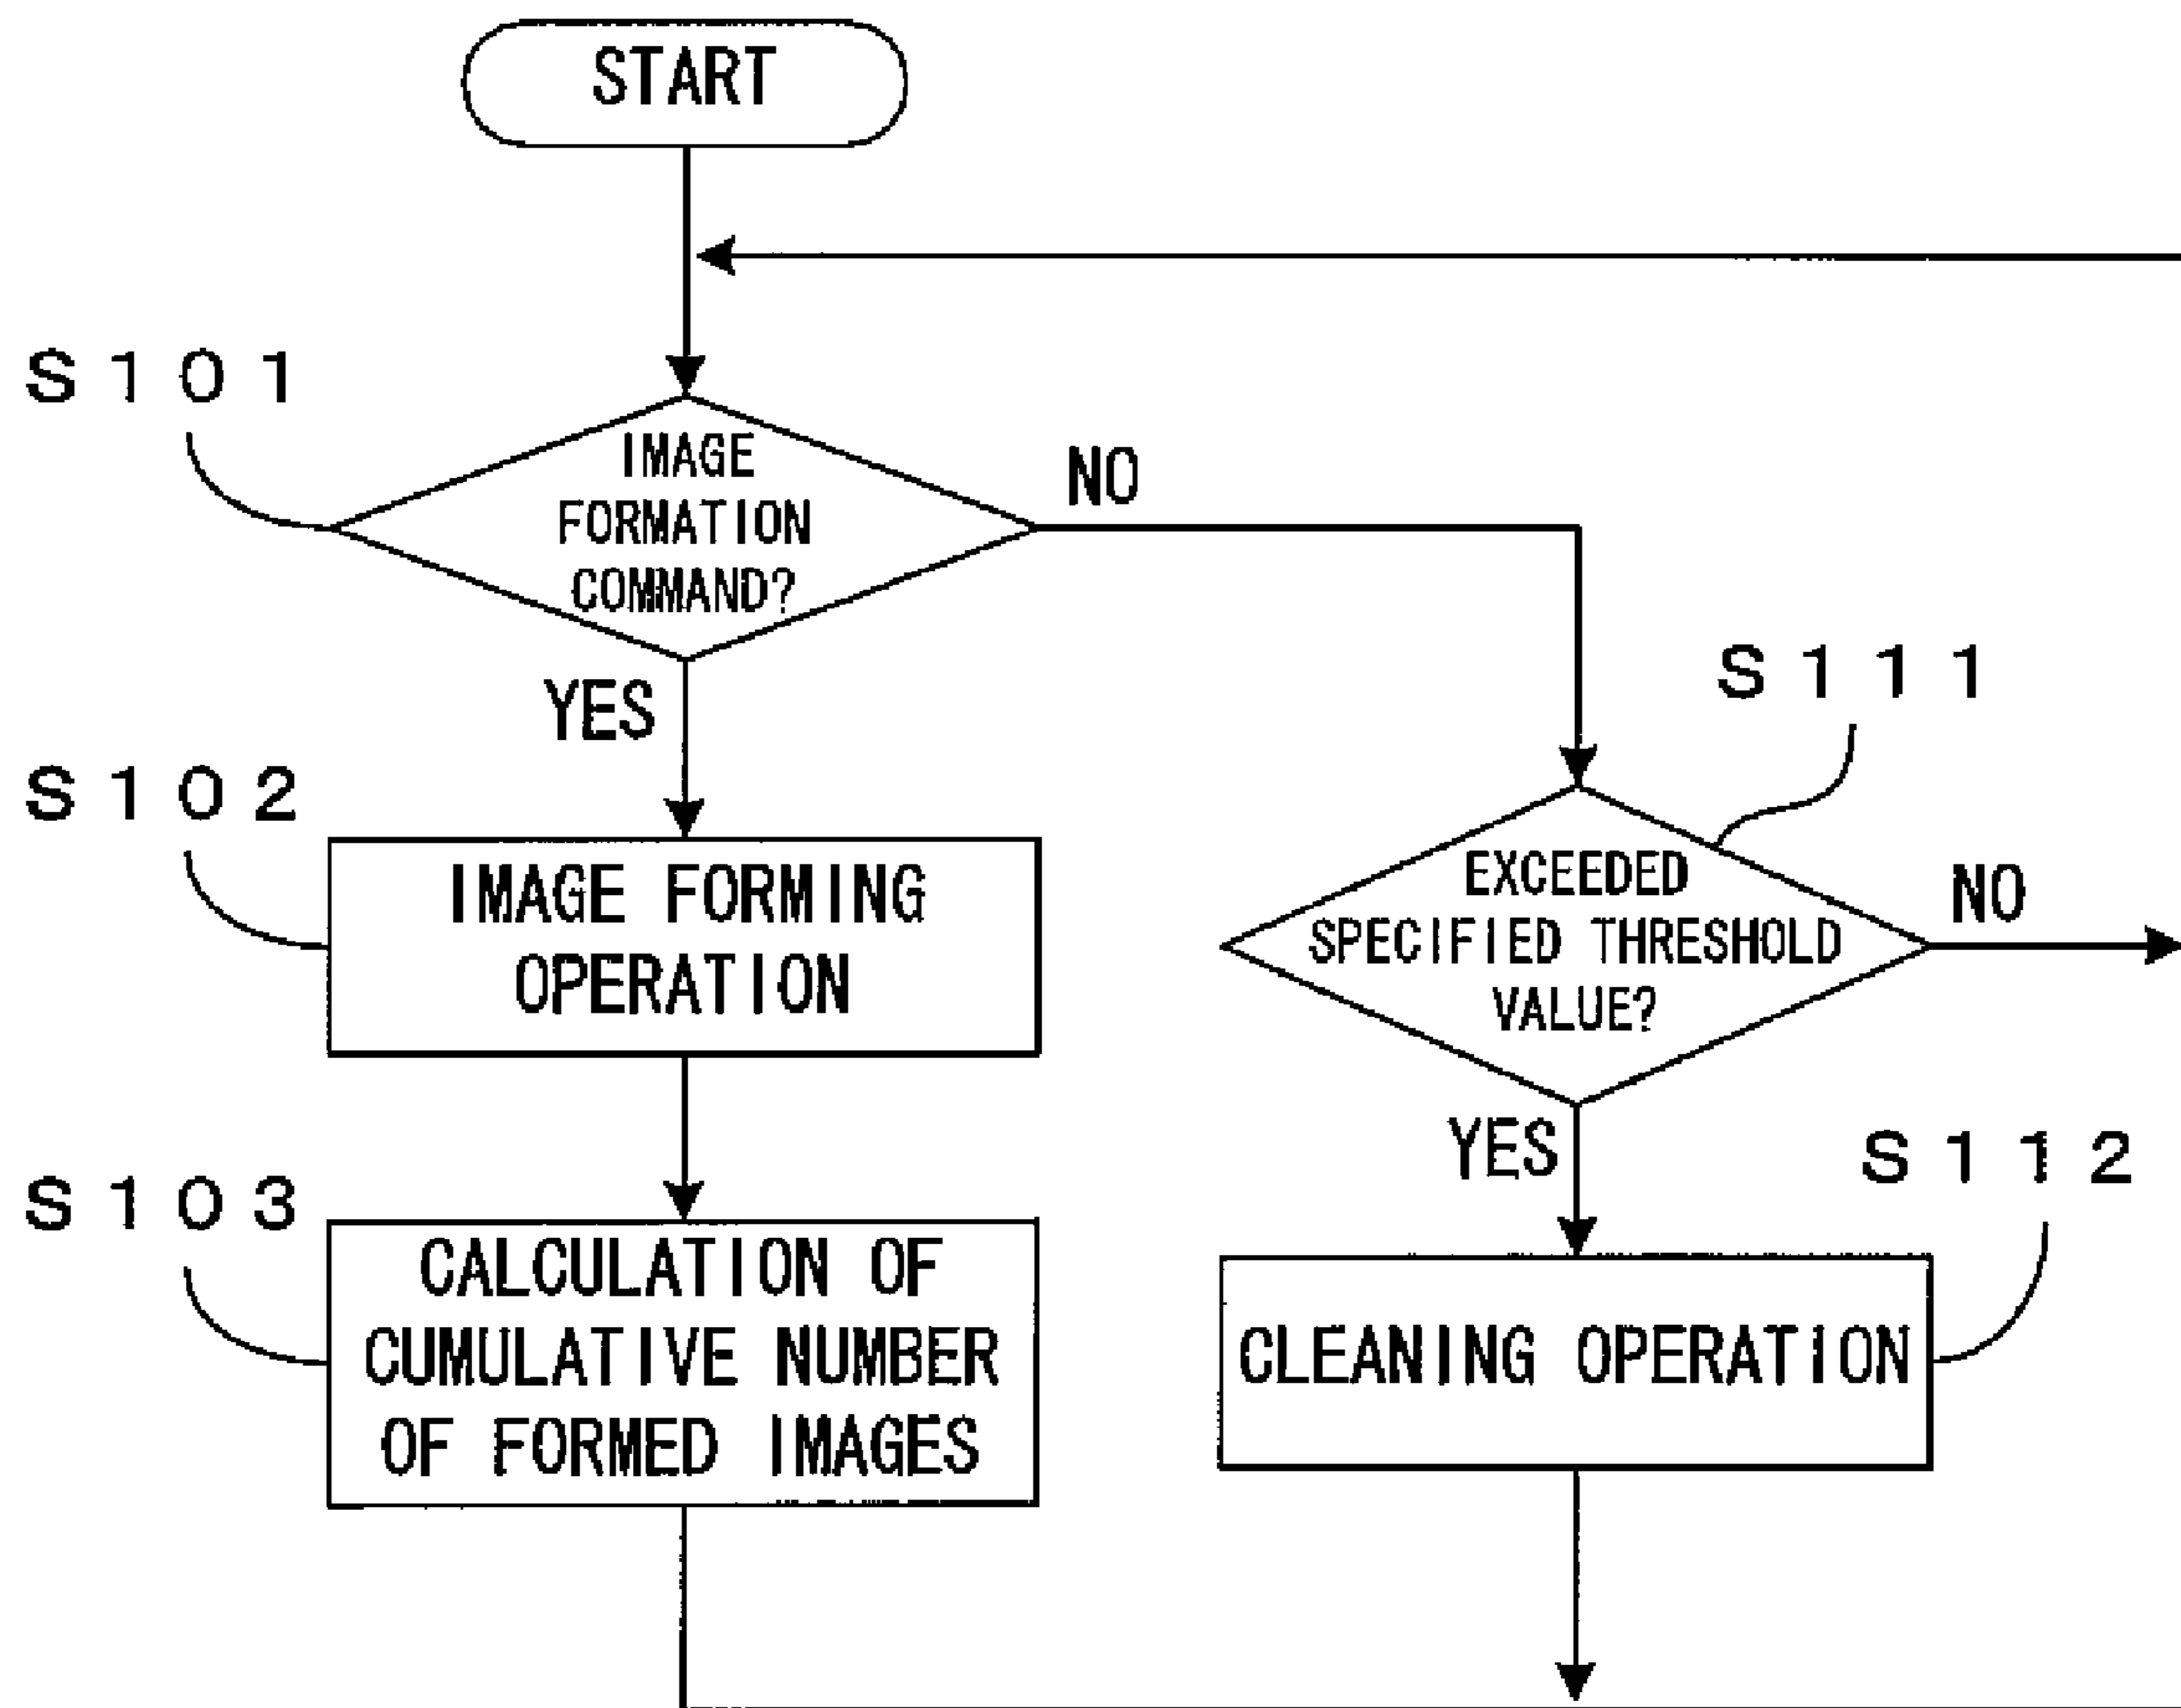 START
S101
IMAGE
FORMATION
COMMAND?
NO
YES
S102
IMAGE FORMING
OPERATION
S103
CALCULATION OF
CUMULATIVE NUMBER
OF FORMED IMAGES
S111
EXCEEDED
SPECIFIED THRESHOLD
VALUE?
NO
YES
S112
CLEANING OPERATION